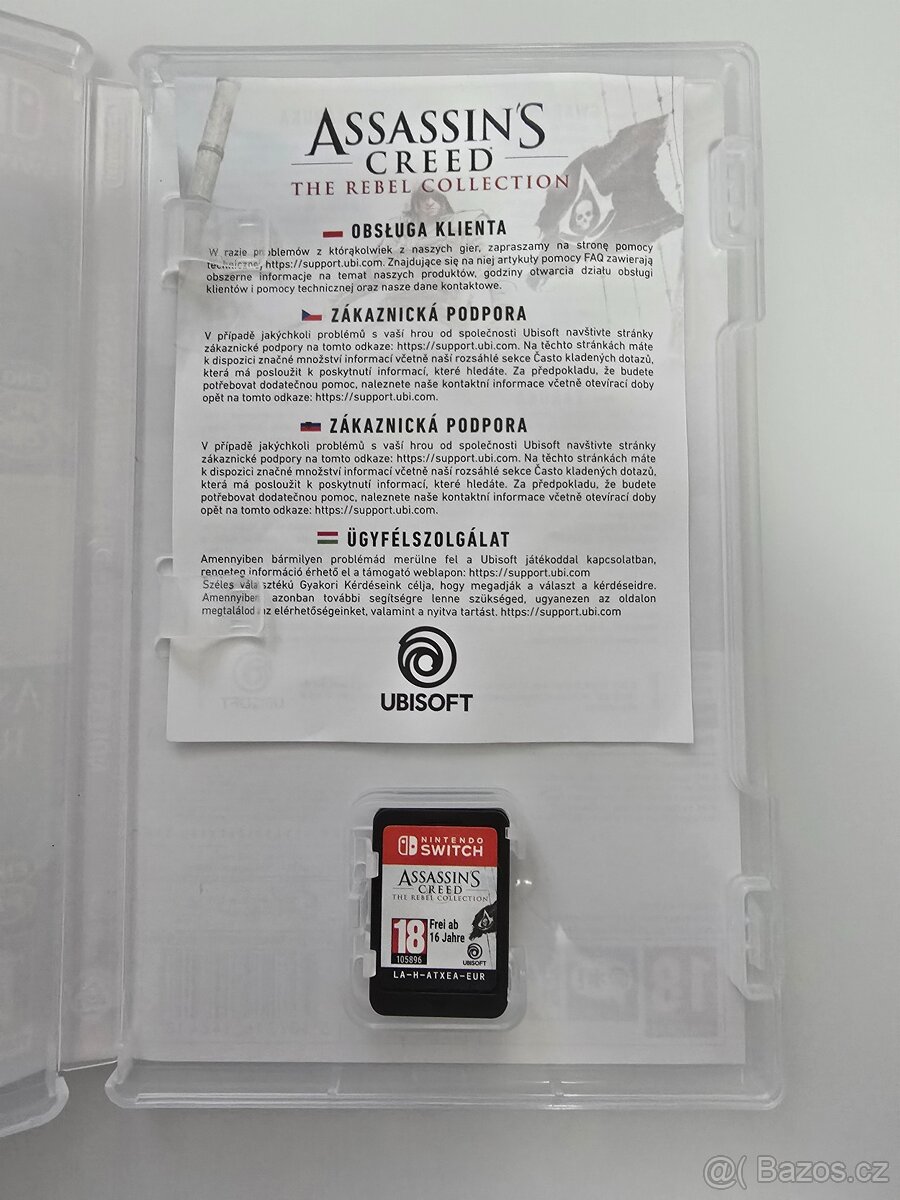 ASSASSIN'S
CREED
THE REBEL COLLECTION
OBSŁUGA KLIENTA
W razie problemów z którąkolwiek z naszych gier, zapraszamy na stronę pomocy
technicznej https://support.ubi.com. Znajdujące się na niej artykuły pomocy FAQ zawierają
obszerne informacje na temat naszych produktów, godziny otwarcia działu obsługi
klientów i pomocy technicznej oraz nasze dane kontaktowe.
ZÁKAZNICKÁ PODPORA
V případě jakýchkoli problémů s vaší hrou od společnosti Ubisoft navštivte stránky
zákaznické podpory na tomto odkaze: https://support.ubi.com. Na těchto stránkách máte
k dispozici značné množství informací včetně naší rozsáhlé sekce Často kladených dotazů,
která má posloužit k poskytnutí informací, které hledáte. Za předpokladu, že budete
potřebovat dodatečnou pomoc, naleznete naše kontaktní informace včetně otevírací doby
opět na tomto odkaze: https://support.ubi.com.
ZÁKAZNICKÁ PODPORA
V případě jakýchkoli problémů s vaší hrou od společnosti Ubisoft navštivte stránky
zákaznické podpory na tomto odkaze: https://support.ubi.com. Na těchto stránkách máte
k dispozici značné množství informací včetně naší rozsáhlé sekce Často kladených dotazů,
která má posloužit k poskytnutí informací, které hledáte. Za předpokladu, že budete
potřebovat dodatečnou pomoc, naleznete naše kontaktní informace včetně otevírací doby
opět na tomto odkaze: https://support.ubi.com.
ÜGYFÉLSZOLGÁLAT
Amennyiben bármilyen problémád merülne fel a Ubisoft játékoddal kapcsolatban,
rengeteg információ érhető el a támogató weblapon: https://support.ubi.com
Széles választékú Gyakori Kérdéseink célja, hogy megadják a választ a kérdéseidre.
Amennyiben azonban további segítségre lenne szükséged, ugyanezen az oldalon
megtalálod az elérhetőségeinket, valamint a nyitva tartást. https://support.ubi.com
UBISOFT
NINTENDO
SWITCH
ASSASSIN'S
CREED
THE REBEL COLLECTION
18 Frei ab
16 Jahre
105896
UBISOFT
LA-H-ATXEA-EUR
@( Bazos.cz